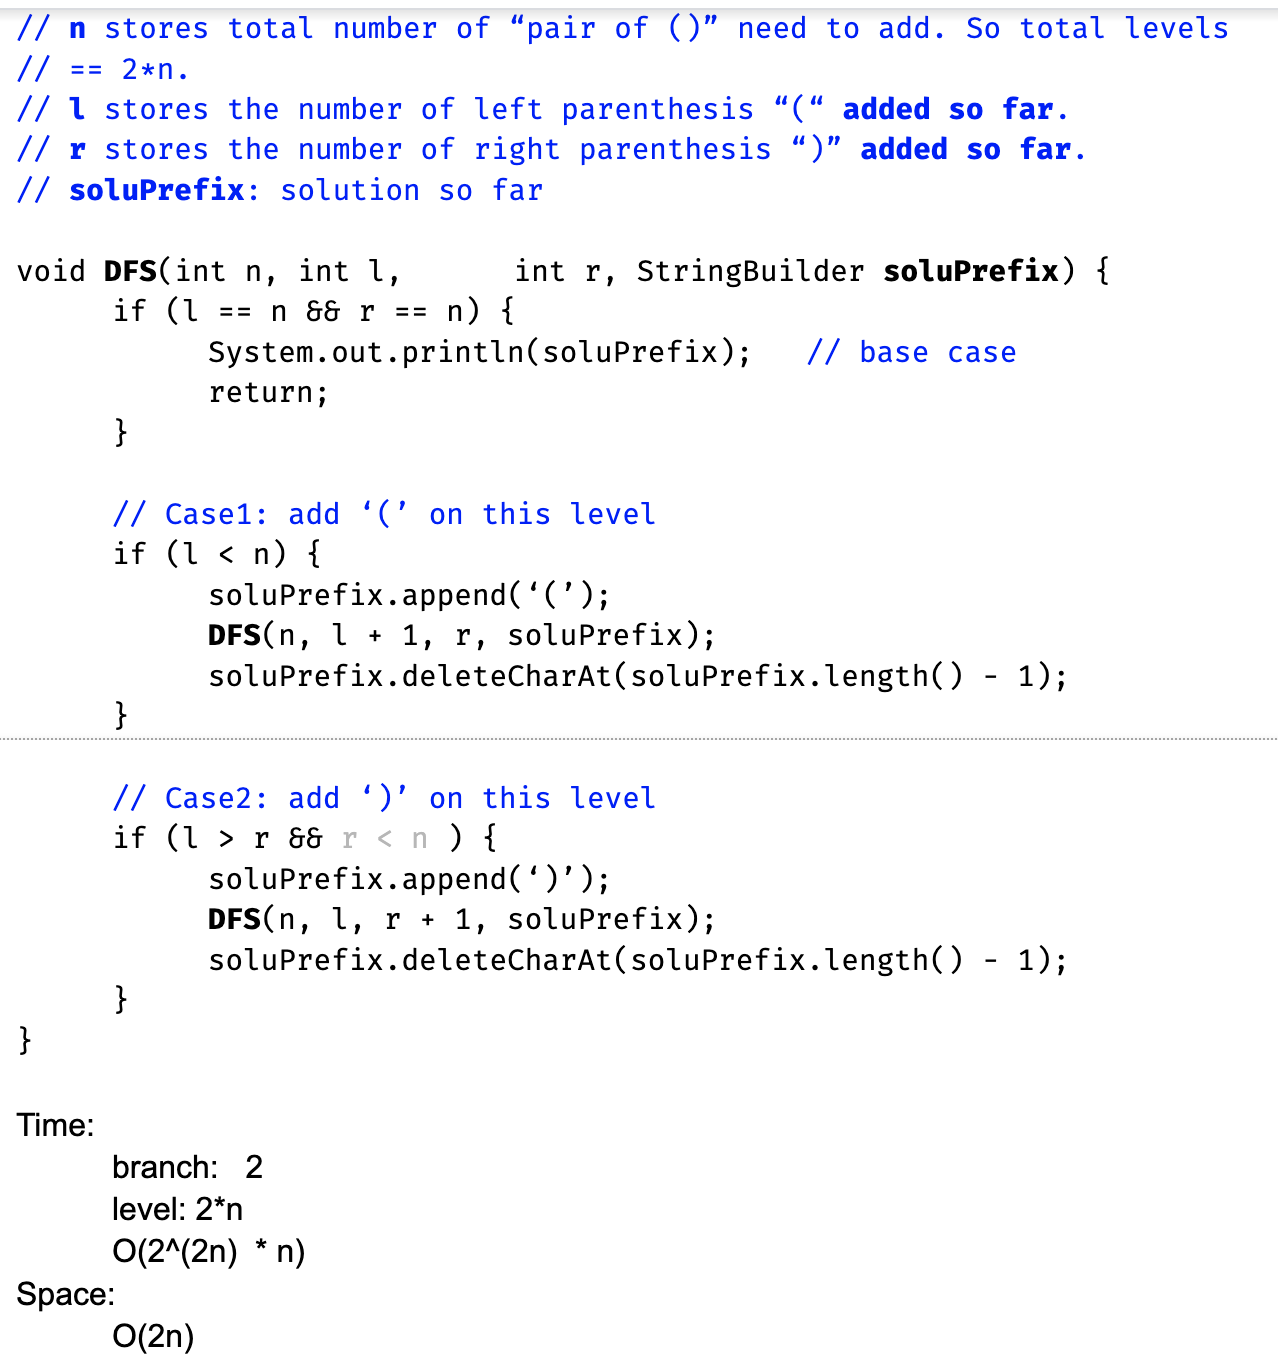 // n stores total number of “pair of ()” need to add. So total levels
// == 2*n.
// l stores the number of left parenthesis “(“ added so far.
// r stores the number of right parenthesis “)” added so far.
// soluPrefix: solution so far
void DFS(int n, int l, int r, StringBuilder soluPrefix) {
if (l == n && r == n) {
System.out.println(soluPrefix); // base case
return;
}
// Case1: add ‘(’ on this level
if (l < n) {
soluPrefix.append(‘(’);
DFS(n, l + 1, r, soluPrefix);
soluPrefix.deleteCharAt(soluPrefix.length() - 1);
}
// Case2: add ‘)’ on this level
if (l > r && r < n ) {
soluPrefix.append(‘)’);
DFS(n, l, r + 1, soluPrefix);
soluPrefix.deleteCharAt(soluPrefix.length() - 1);
}
}
Time:
branch: 2
level: 2*n
O(2^(2n) * n)
Space:
O(2n)